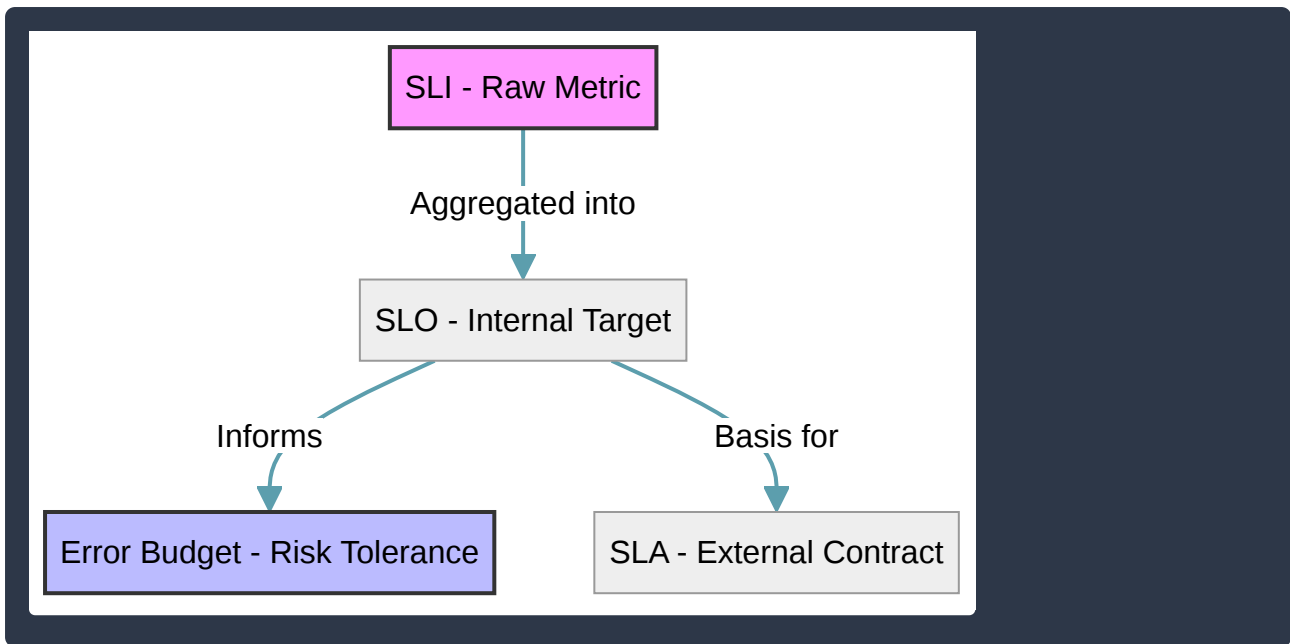 SLI - Raw Metric
Aggregated into
SLO - Internal Target
Informs
Basis for
Error Budget - Risk Tolerance
SLA - External Contract